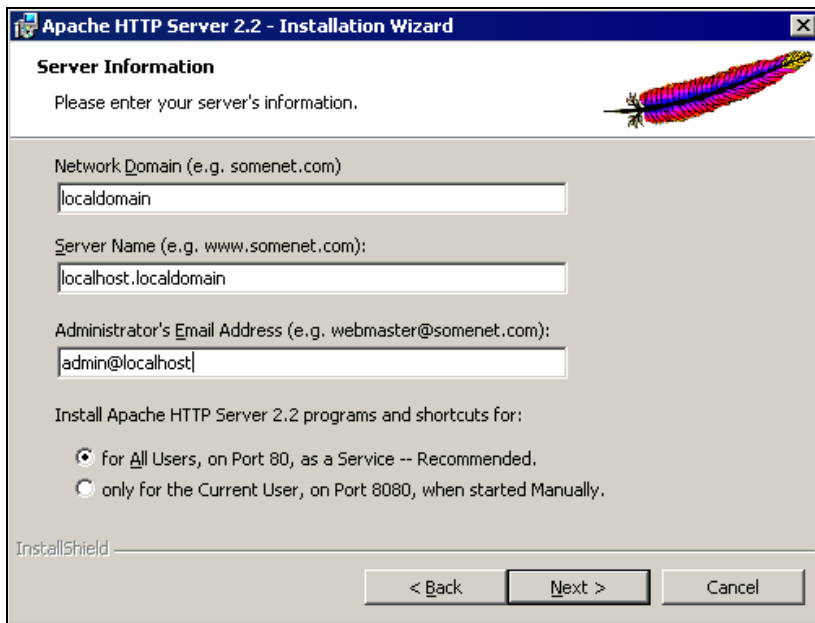 Apache HTTP Server 2.2 - Installation Wizard
Server Information
Please enter your server's information.
Network Domain (e.g. somenet.com)
localdomain
Server Name (e.g. www.somenet.com):
localhost.localdomain
Administrator's Email Address (e.g. webmaster@somenet.com):
admin@localhost
Install Apache HTTP Server 2.2 programs and shortcuts for:
for All Users, on Port 80, as a Service -- Recommended.
only for the Current User, on Port 8080, when started Manually.
InstallShield
< Back Next > Cancel